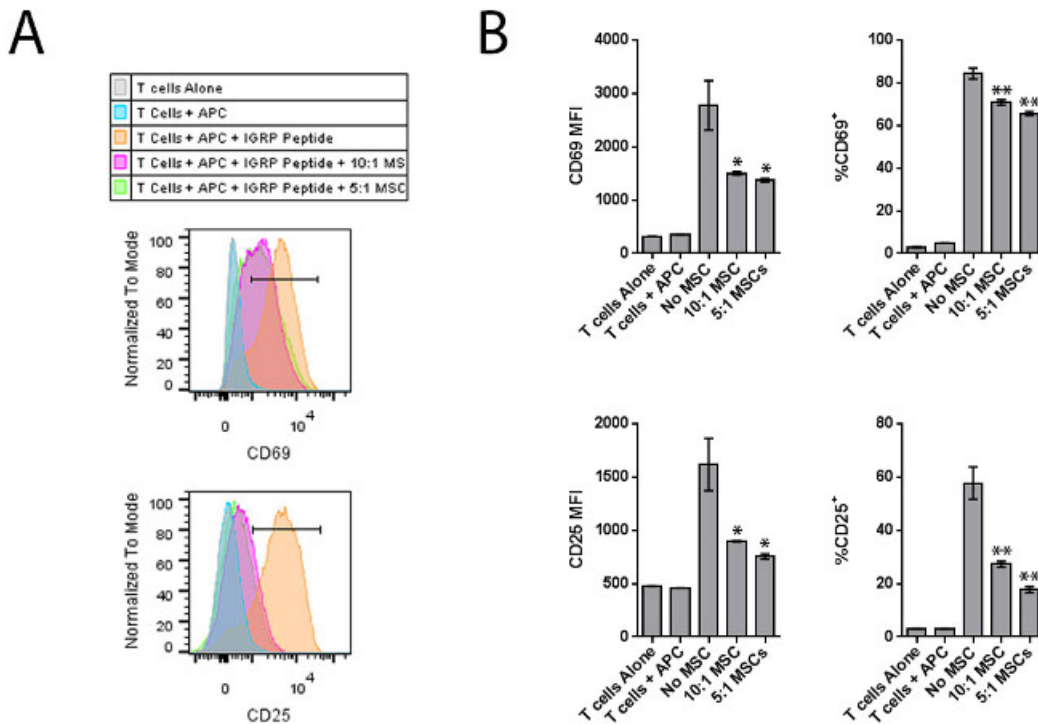 A
T cells Alone
T Cells + APC
T Cells + APC + IGRP Peptide
T Cells + APC + IGRP Peptide + 10:1 MS
T Cells + APC + IGRP Peptide + 5:1 MSC
Normalized To Mode
100
80
60
40
20
0
0
10^4
CD69
Normalized To Mode
100
80
60
40
20
0
0
10^4
CD25
B
CD69 MFI
4000
3000
2000
1000
0
*
*
T cells Alone
T cells + APC
No MSC
10:1 MSC
5:1 MSCs
%CD69+
100
80
60
40
20
0
**
**
T cells Alone
T cells + APC
No MSC
10:1 MSC
5:1 MSCs
CD25 MFI
2000
1500
1000
500
0
*
*
T cells Alone
T cells + APC
No MSC
10:1 MSC
5:1 MSCs
%CD25+
80
60
40
20
0
**
**
T cells Alone
T cells + APC
No MSC
10:1 MSC
5:1 MSCs